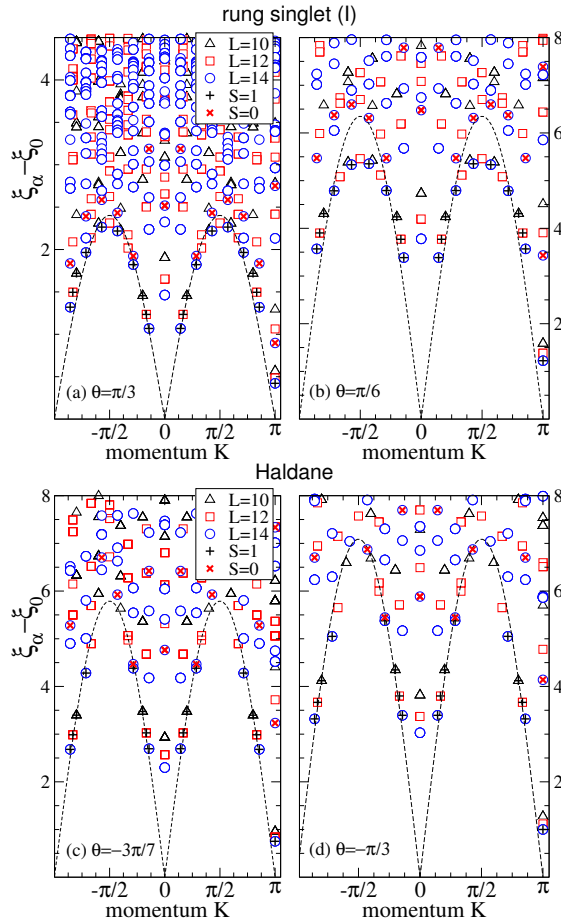 rung singlet (I)
ξα−ξ0
4
2
L=10
L=12
L=14
S=1
S=0
(a) θ=π/3
-π/2 0 π/2 π
momentum K
8
6
4
2
0
(b) θ=π/6
-π/2 0 π/2 π
momentum K
Haldane
ξα−ξ0
8
6
4
2
L=10
L=12
L=14
S=1
S=0
(c) θ=−3π/7
-π/2 0 π/2 π
momentum K
8
6
4
2
0
(d) θ=−π/3
-π/2 0 π/2 π
momentum K